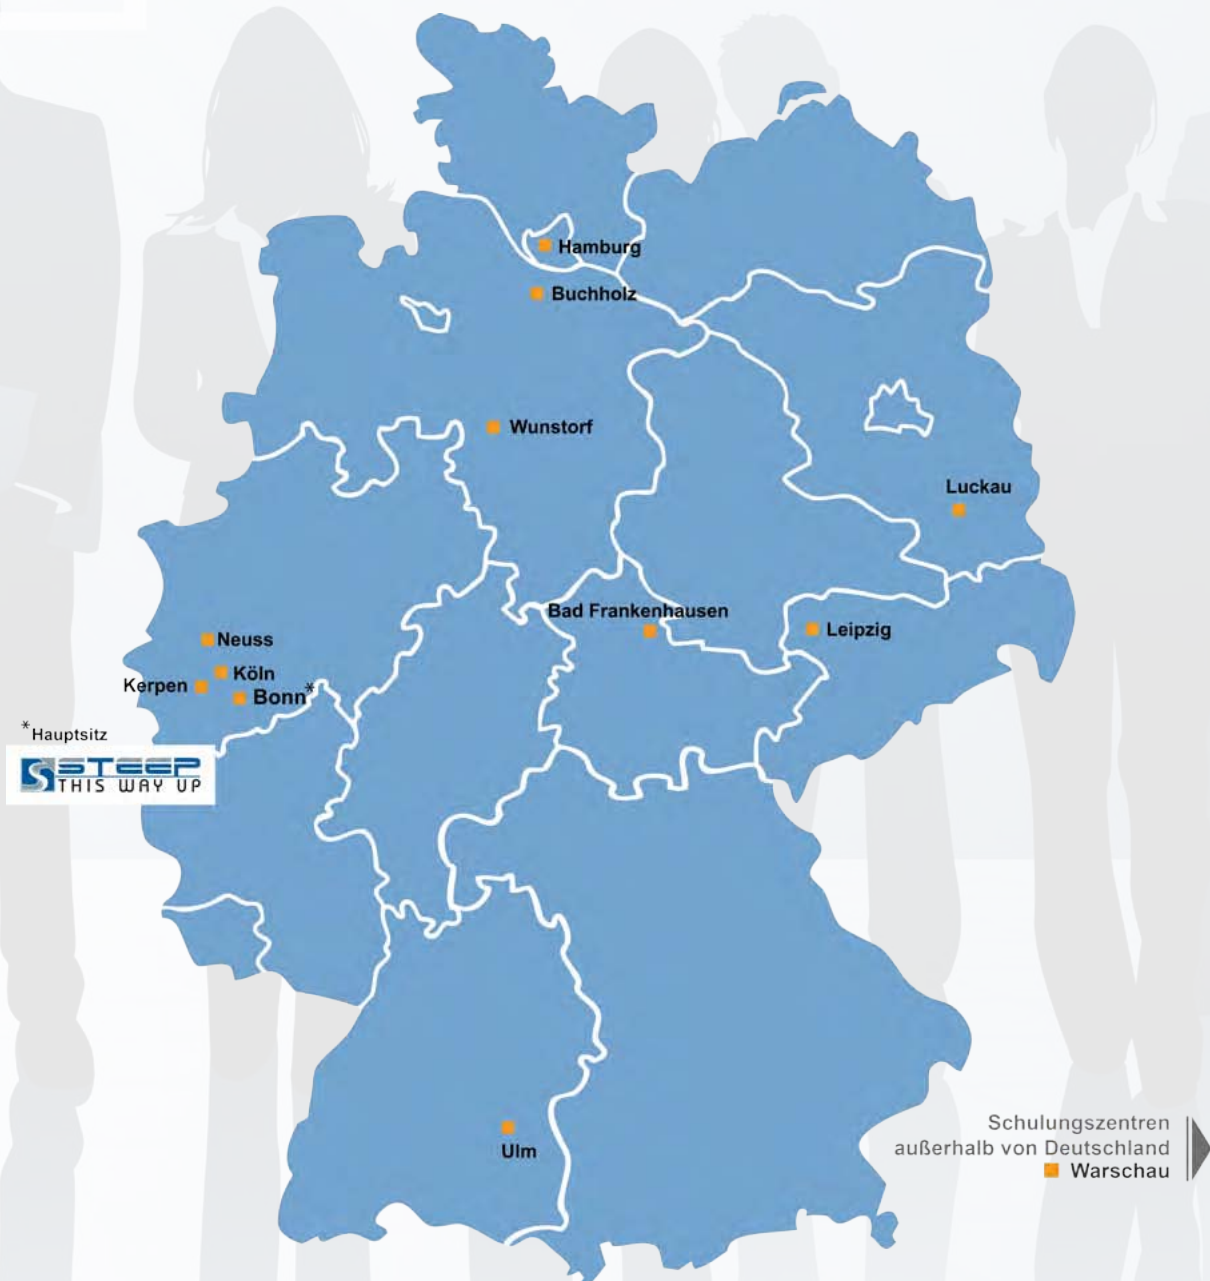 Hamburg
Buchholz
Wunstorf
Luckau
Bad Frankenhausen
Leipzig
Neuss
Köln
Kerpen
Bonn*
*Hauptsitz
STEEP
THIS WAY UP
Schulungszentren
außerhalb von Deutschland
Warschau
Ulm